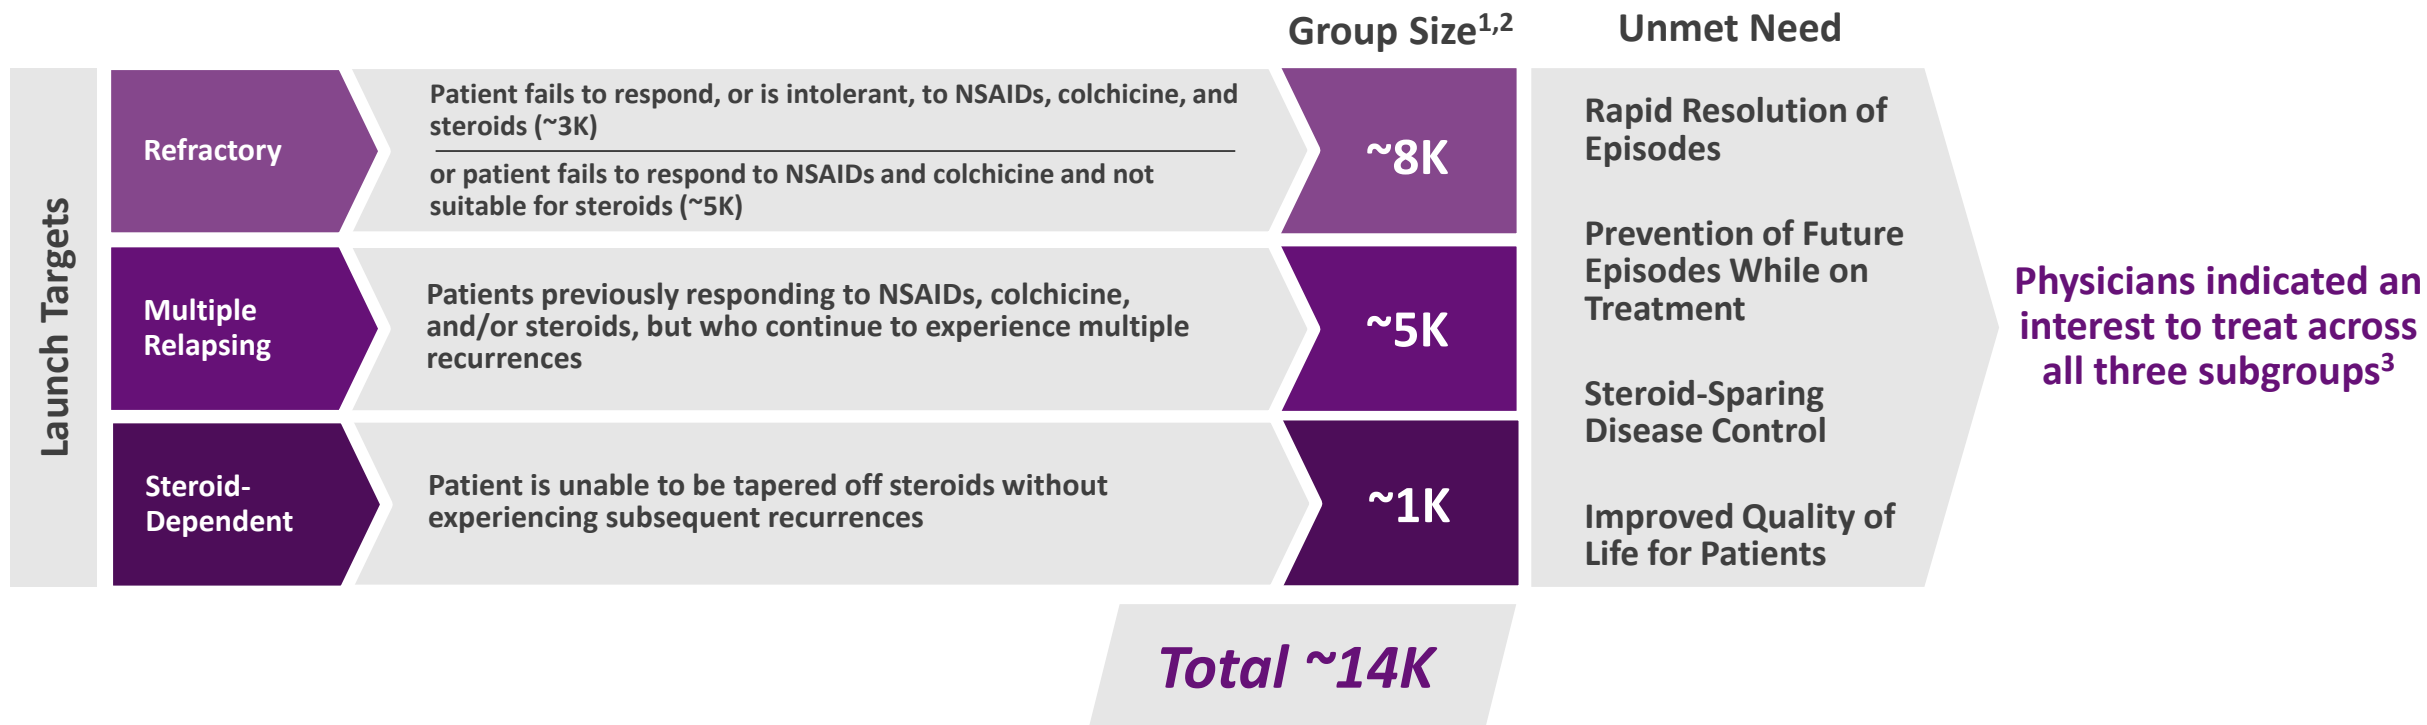 Group Size1,2
Unmet Need
Launch Targets
Refractory
Patient fails to respond, or is intolerant, to NSAIDs, colchicine, and
steroids (~3K)
or patient fails to respond to NSAIDs and colchicine and not
suitable for steroids (~5K)
~8K
Multiple
Relapsing
Patients previously responding to NSAIDs, colchicine,
and/or steroids, but who continue to experience multiple
recurrences
~5K
Steroid-
Dependent
Patient is unable to be tapered off steroids without
experiencing subsequent recurrences
~1K
Total ~14K
Rapid Resolution of
Episodes
Prevention of Future
Episodes While on
Treatment
Steroid-Sparing
Disease Control
Improved Quality of
Life for Patients
Physicians indicated an
interest to treat across
all three subgroups3